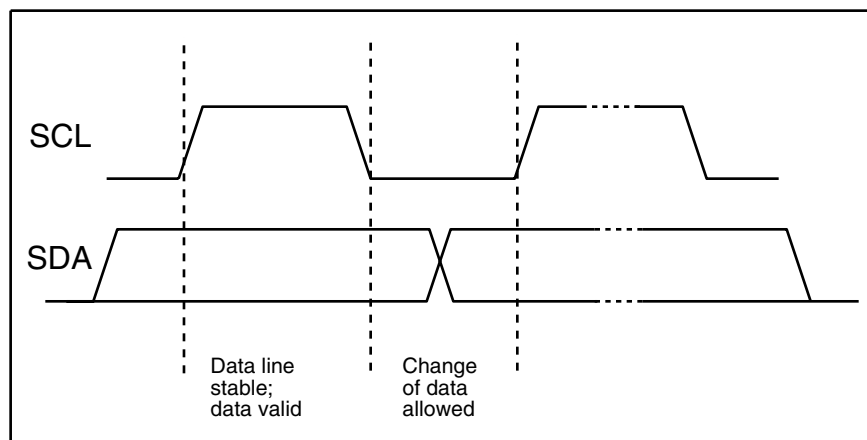 SCL
SDA
Data line
stable;
data valid
Change
of data
allowed